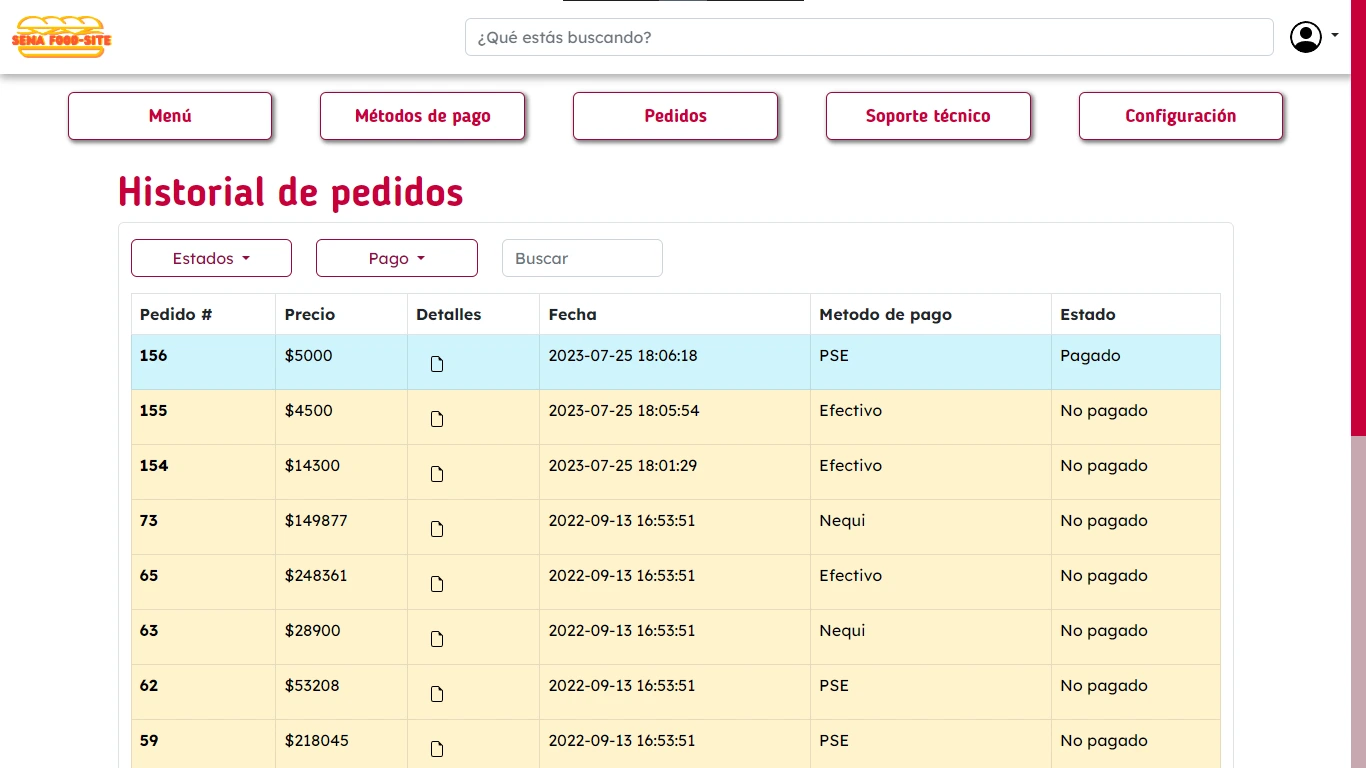 SENA FOOD-SITE
¿Qué estás buscando?
Menú
Métodos de pago
Pedidos
Soporte técnico
Configuración
Historial de pedidos
Estados
Pago
Buscar
Pedido # Precio Detalles Fecha Metodo de pago Estado
156 $5000 2023-07-25 18:06:18 PSE Pagado
155 $4500 2023-07-25 18:05:54 Efectivo No pagado
154 $14300 2023-07-25 18:01:29 Efectivo No pagado
73 $149877 2022-09-13 16:53:51 Nequi No pagado
65 $248361 2022-09-13 16:53:51 Efectivo No pagado
63 $28900 2022-09-13 16:53:51 Nequi No pagado
62 $53208 2022-09-13 16:53:51 PSE No pagado
59 $218045 2022-09-13 16:53:51 PSE No pagado